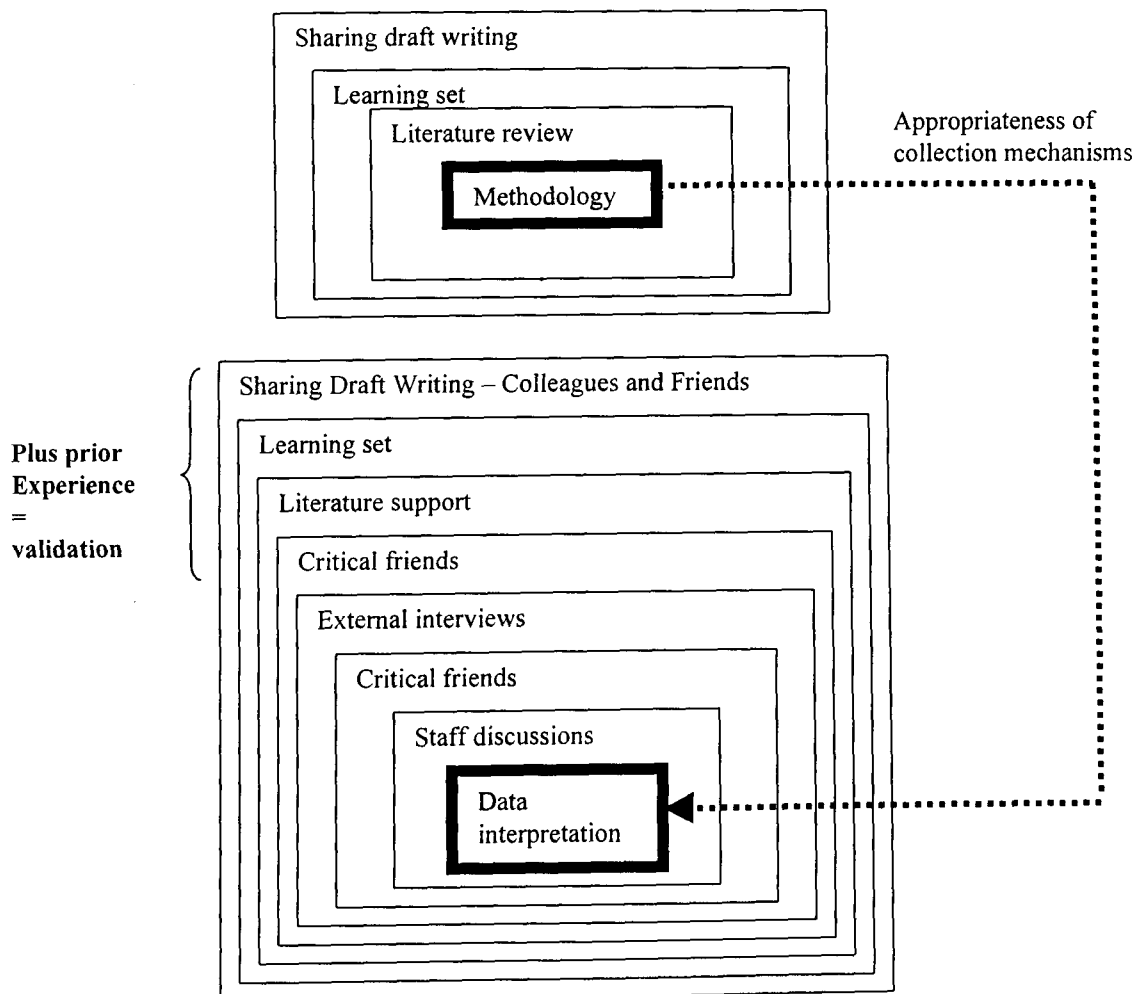 Sharing draft writing
Learning set
Literature review
Methodology
Appropriateness of
collection mechanisms
Sharing Draft Writing – Colleagues and Friends
Learning set
Literature support
Critical friends
External interviews
Critical friends
Staff discussions
Data
interpretation
Plus prior
Experience
=
validation